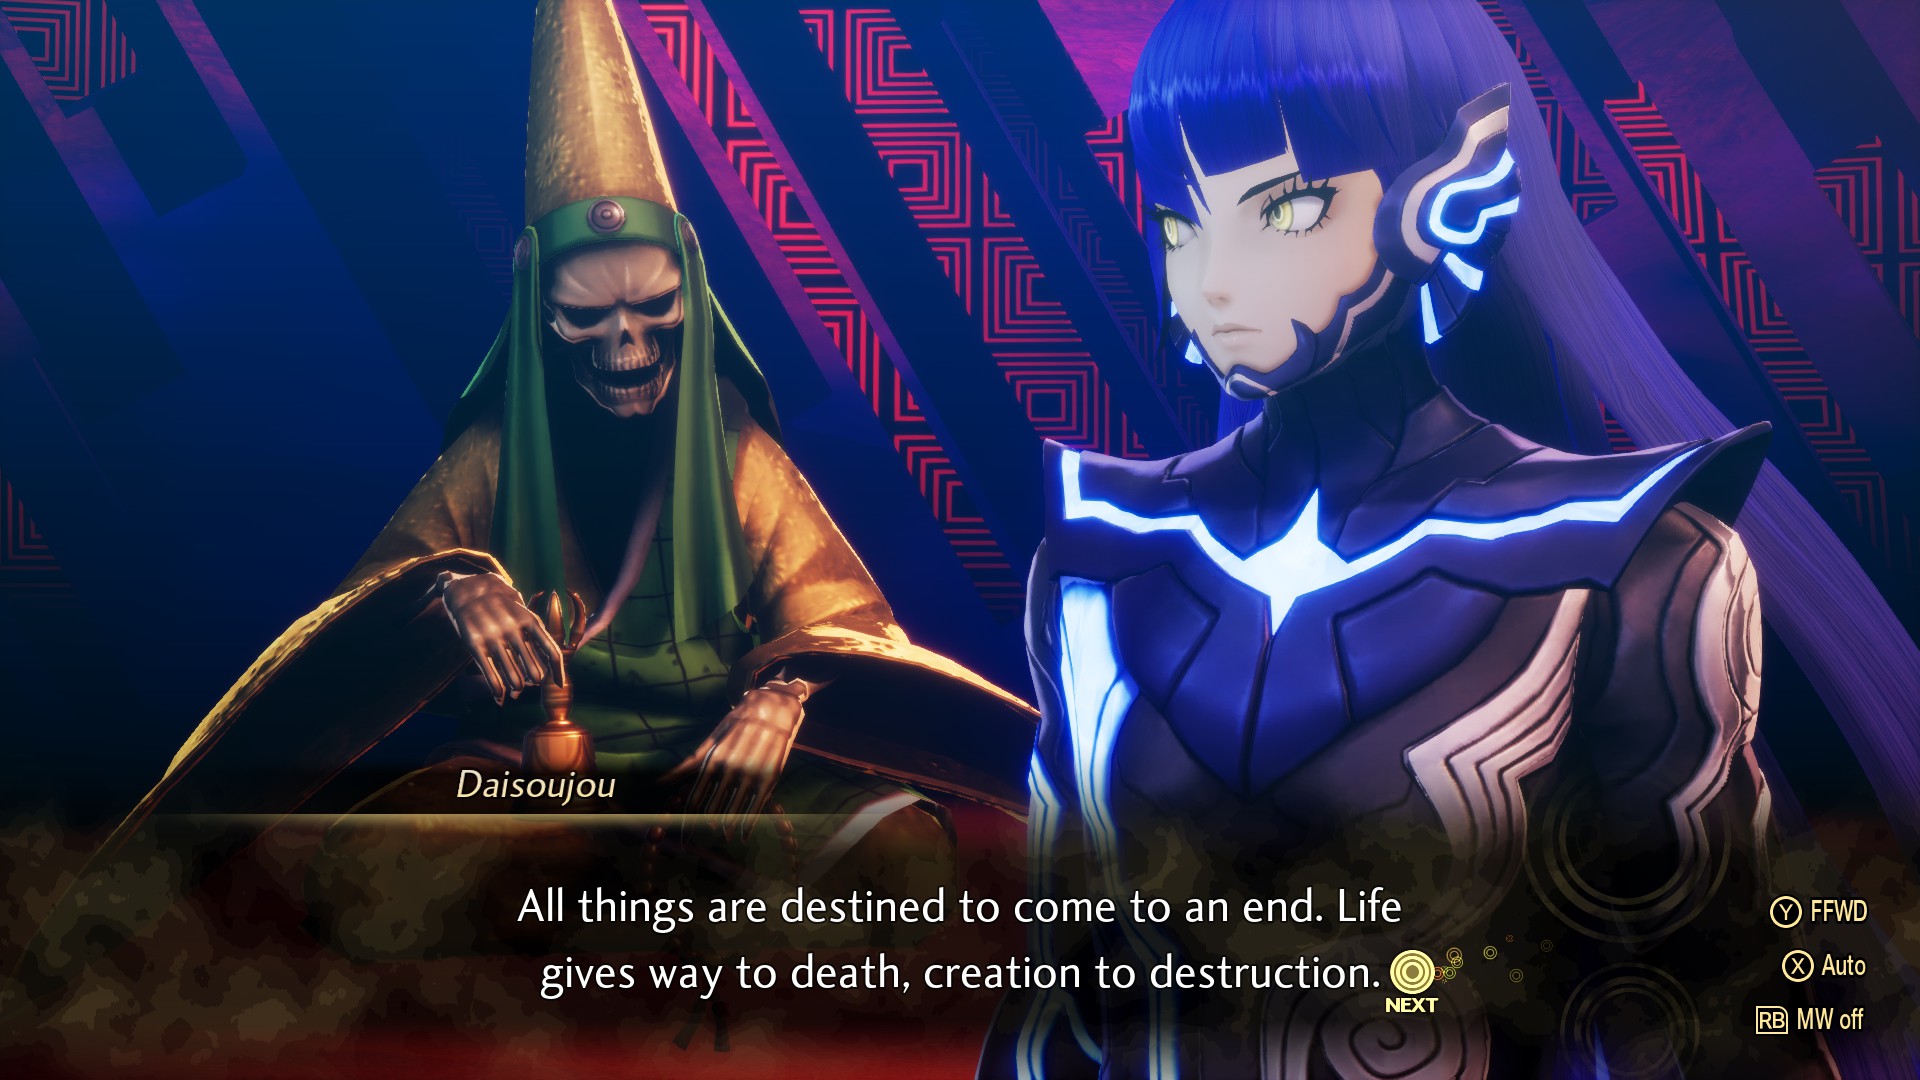 Daisoujou
All things are destined to come to an end. Life
gives way to death, creation to destruction.
NEXT
Y FFWD
X Auto
RB MW off